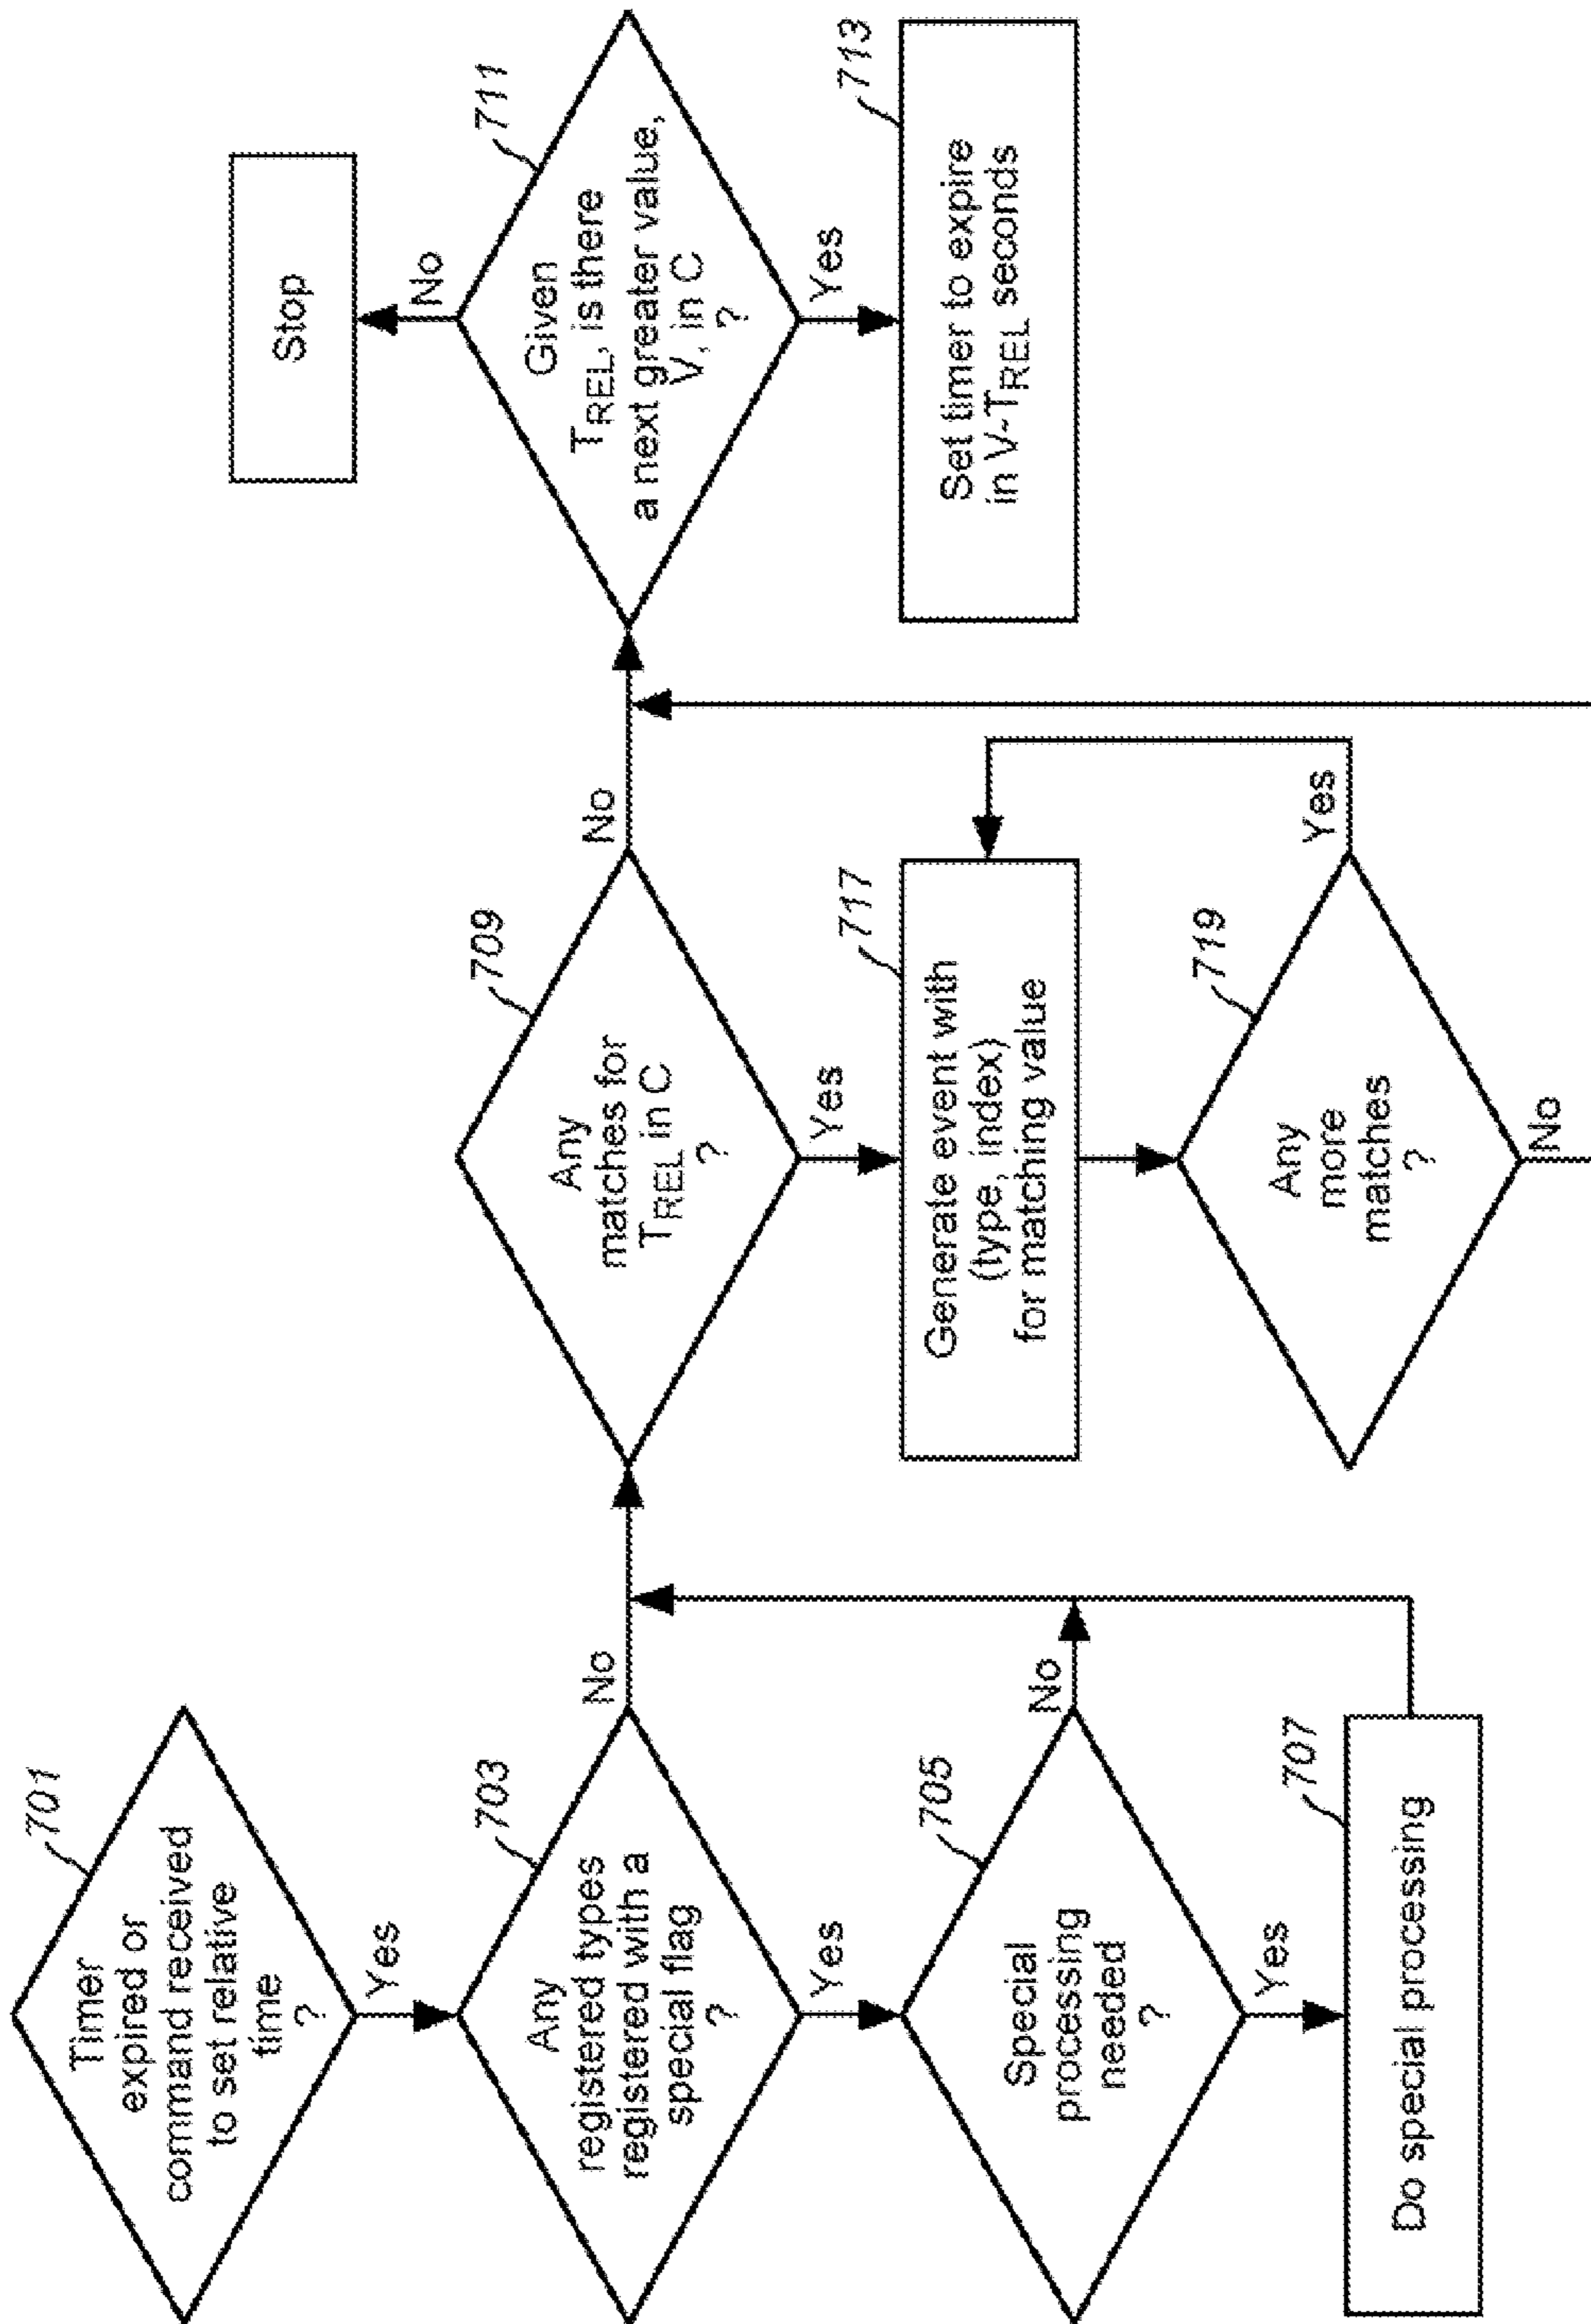 701
Timer
expired or
command received
to set relative
time
?
Yes
703
Any
registered types
registered with a
special flag
?
No
Yes
705
Special
processing
needed
?
No
Yes
707
Do special processing
709
Any
matches for
TREL in C
?
No
Yes
717
Generate event with
(type, index)
for matching value
719
Any
more
matches
?
Yes
No
Stop
No
711
Given
TREL, is there
a next greater value,
V, in C
?
Yes
713
Set timer to expire
in V-TREL seconds